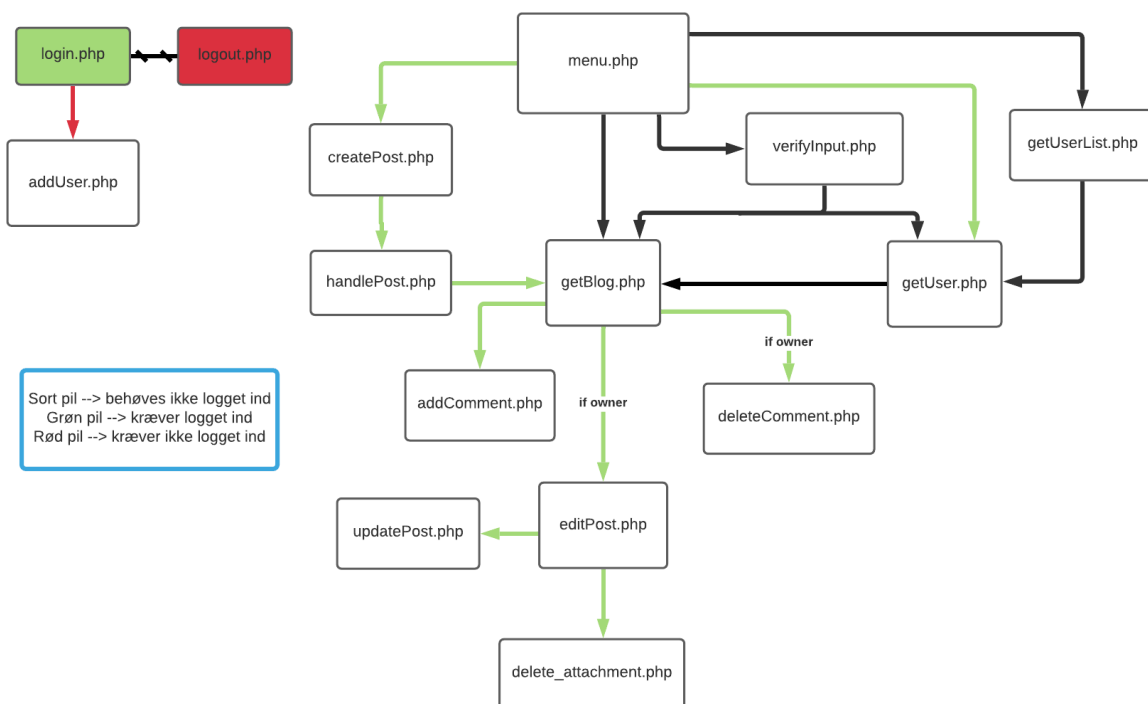 login.php
logout.php
menu.php
addUser.php
createPost.php
verifyInput.php
getUserList.php
handlePost.php
getBlog.php
getUser.php
if owner
Sort pil --> behøves ikke logget ind
Grøn pil --> kræver logget ind
Rød pil --> kræver ikke logget ind
addComment.php
if owner
deleteComment.php
updatePost.php
editPost.php
delete_attachment.php